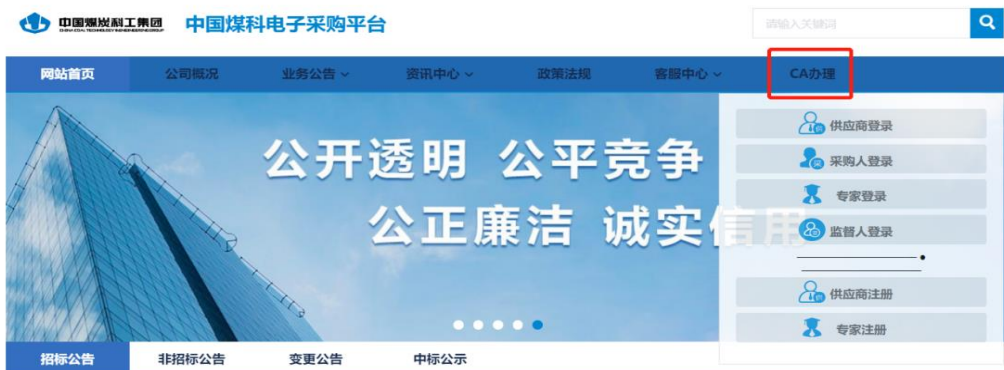 中国煤炭科工集团 中国煤科电子采购平台
请输入关键词
网站首页 公司概况 业务公告 资讯中心 政策法规 客服中心 CA办理
公开透明 公平竞争
公正廉洁 诚实信用
供应商登录
采购人登录
专家登录
监督人登录
供应商注册
专家注册
招标公告 非招标公告 变更公告 中标公示